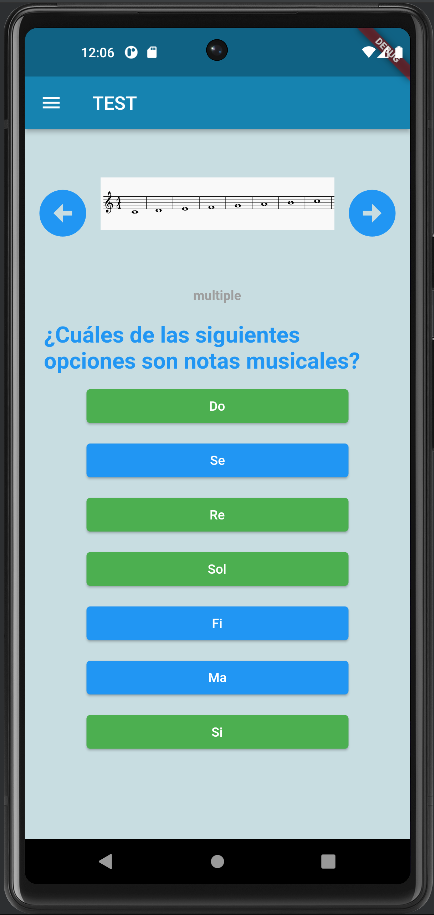 12:06
DEBUG
TEST
multiple
¿Cuáles de las siguientes
opciones son notas musicales?
Do
Se
Re
Sol
Fi
Ma
Si